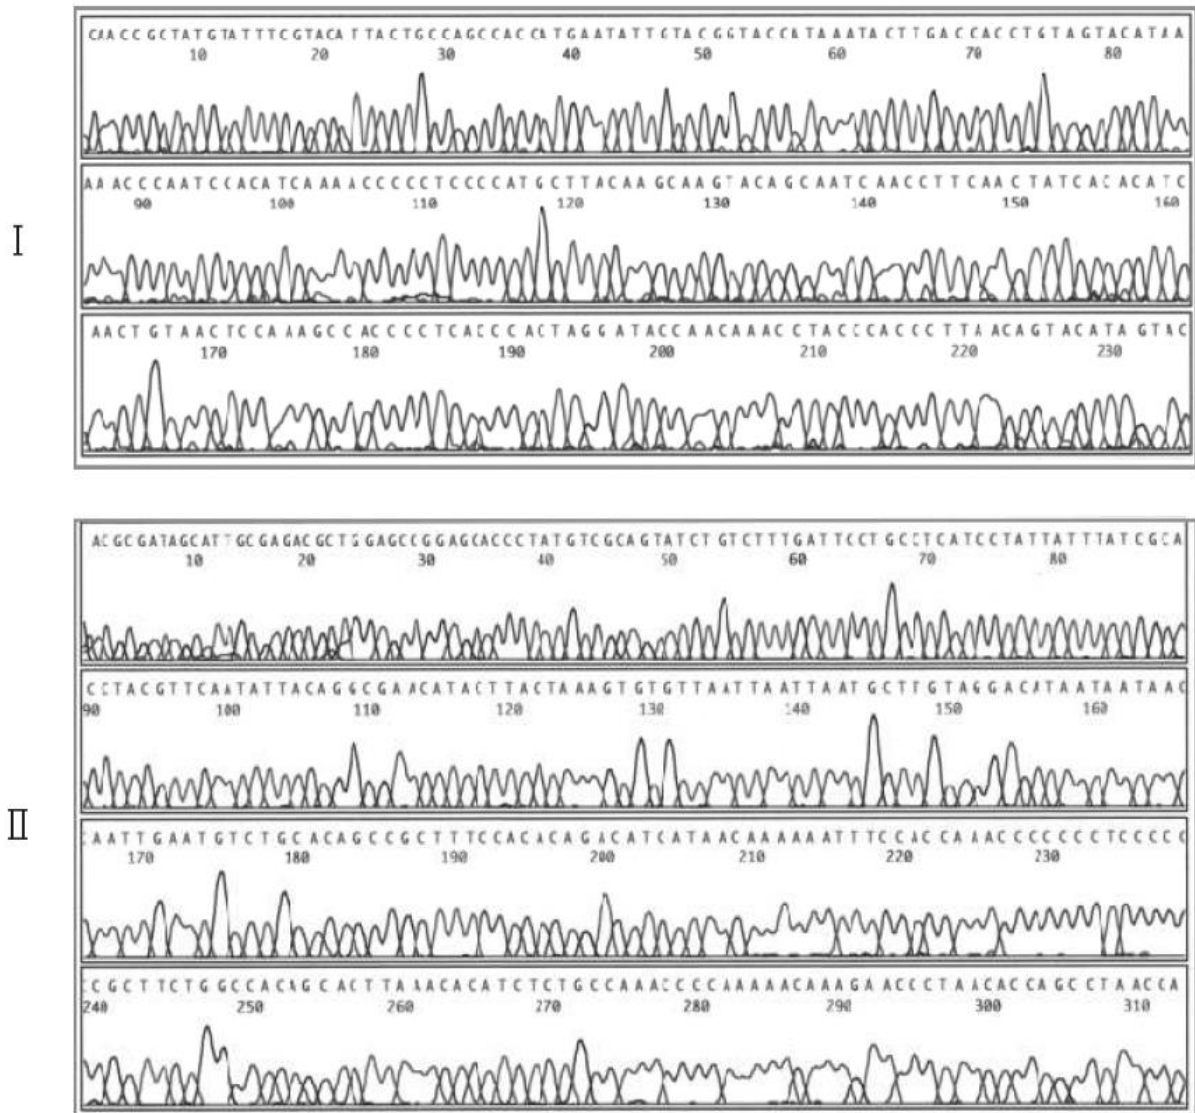 CAACCGCTATGTATTTCGTACATTACTGCCAGCCACCATGAATATTGTACGGTACCATAAATACTTGACCACCTGTAGTACATAA
10 20 30 40 50 60 70 80
AAACCCAATCCACATCAAAACCCCCTCCCCATGCTTACAAGCAAGTACAGCAATCAACCTTCAACTATCACACATC
90 100 110 120 130 140 150 160
I
AACTGTAACTCCAAAGCCACCCCTCACCCACTAGGATACCAACAAACCTACCCACCCTTAACAGTACATAGTAC
170 180 190 200 210 220 230
ACGCGATAGCATTGCGAGACGCTGGAGCCGGAGCACCCTATGTCGCAGTATCTGTCTTTGATTCCTGCCTCATCCTATTATTTATCGCA
10 20 30 40 50 60 70 80
CCTACGTTCAATATTACAGGCGAACATACTTACTAAAGTGTGTTAATTAATTAATGCTTGTAGGACATAATAATAAC
90 100 110 120 130 140 150 160
II
CAATTGAATGTCTGCACAGCCGCTTTCCACACAGACATCATAACAAAAAATTTCCACCAAACCCCCCCCTCCCCC
170 180 190 200 210 220 230
CCGCTTCTGGCCACAGCACTTAAACACATCTCTGCCAAACCCCAAAAACAAAGAACCCTAACACCAGCCTAACCA
240 250 260 270 280 290 300 310